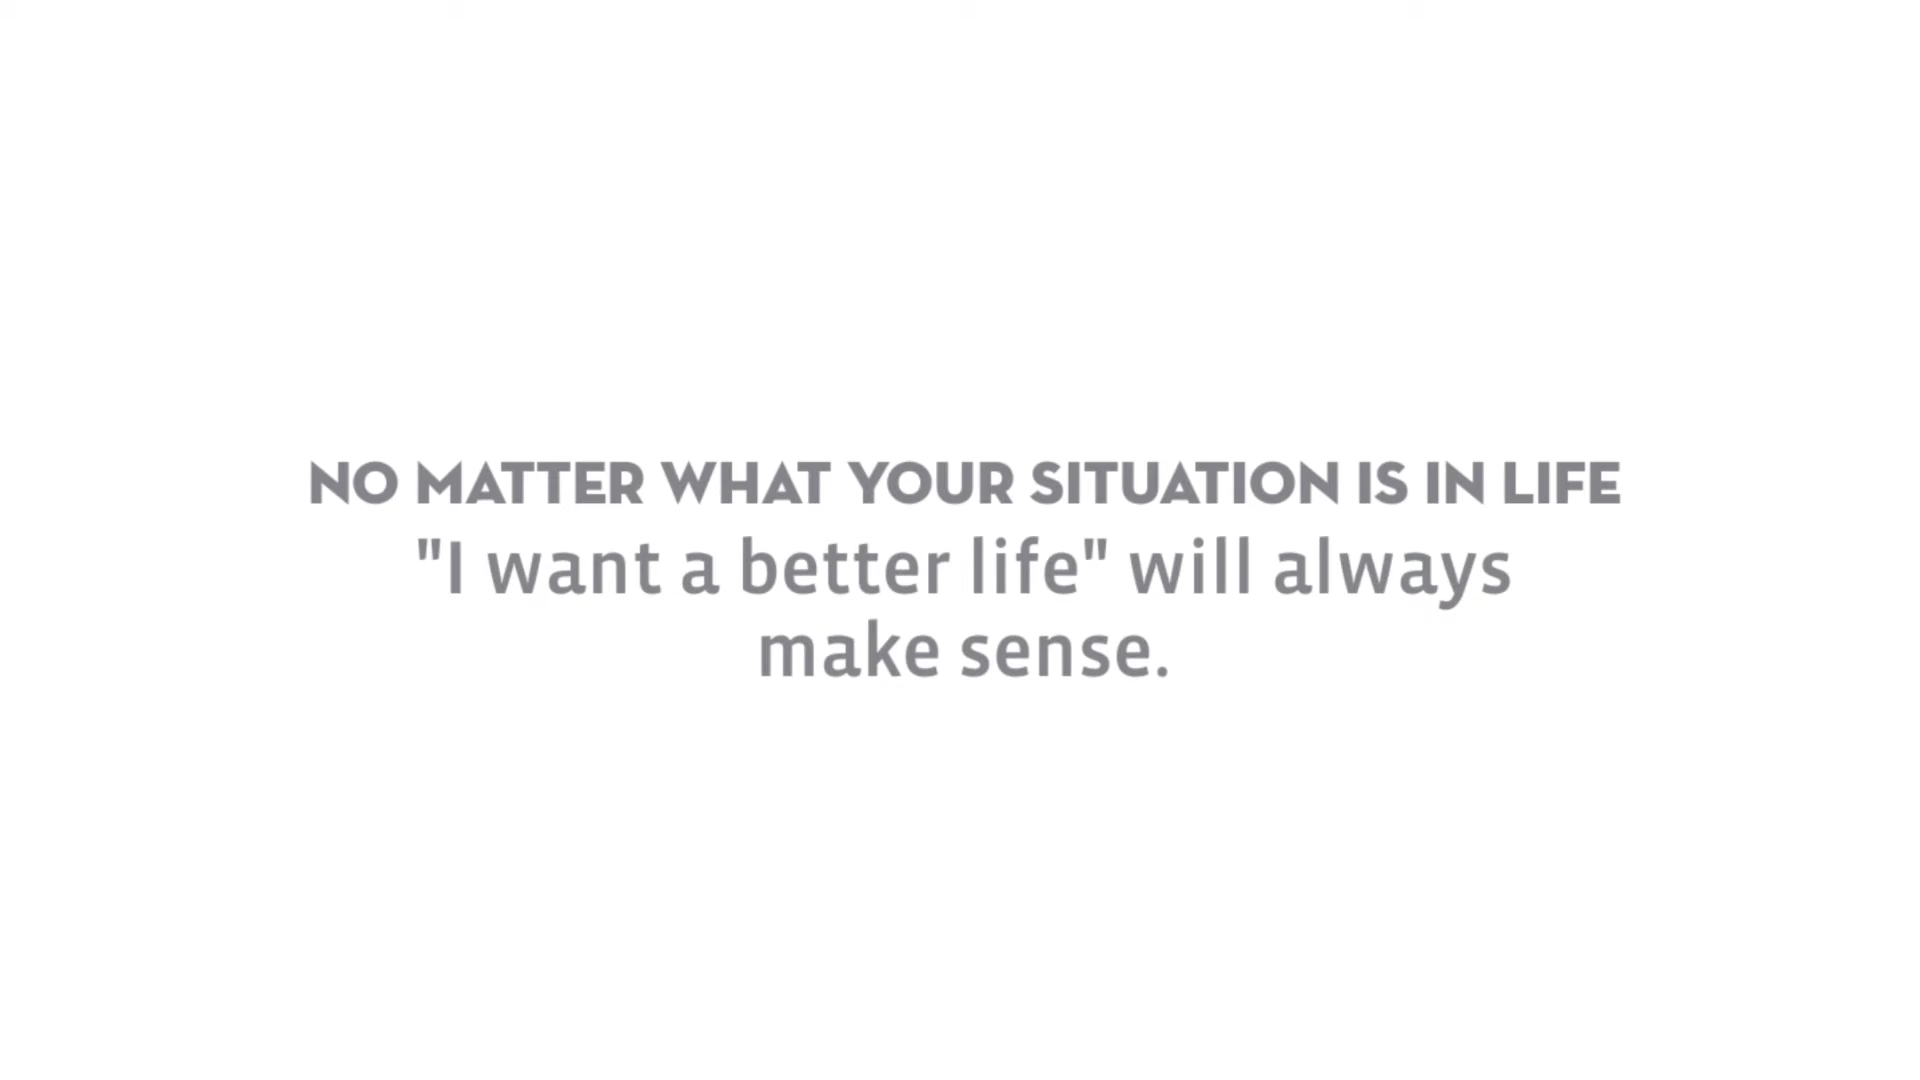 NO MATTER WHAT YOUR SITUATION IS IN LIFE
"I want a better life" will always
make sense.